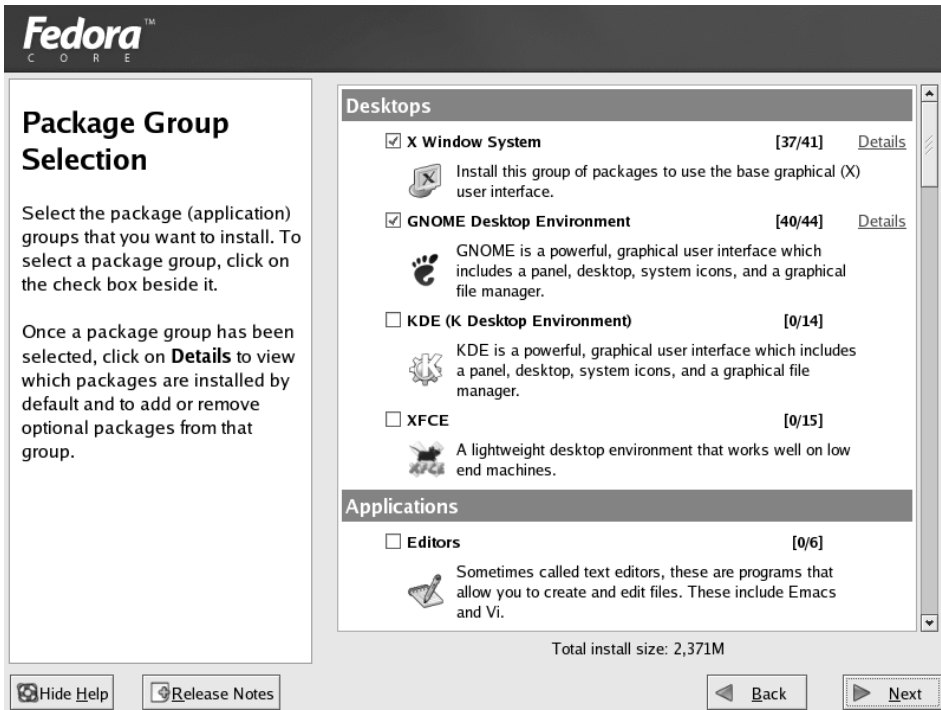 Fedora™
CORE
Package Group
Selection
Select the package (application)
groups that you want to install. To
select a package group, click on
the check box beside it.
Once a package group has been
selected, click on Details to view
which packages are installed by
default and to add or remove
optional packages from that
group.
Desktops
X Window System [37/41] Details
Install this group of packages to use the base graphical (X)
user interface.
GNOME Desktop Environment [40/44] Details
GNOME is a powerful, graphical user interface which
includes a panel, desktop, system icons, and a graphical
file manager.
KDE (K Desktop Environment) [0/14]
KDE is a powerful, graphical user interface which includes
a panel, desktop, system icons, and a graphical file
manager.
XFCE [0/15]
XFCE
A lightweight desktop environment that works well on low
end machines.
Applications
Editors [0/6]
Sometimes called text editors, these are programs that
allow you to create and edit files. These include Emacs
and Vi.
Total install size: 2,371M
Hide Help Release Notes Back Next